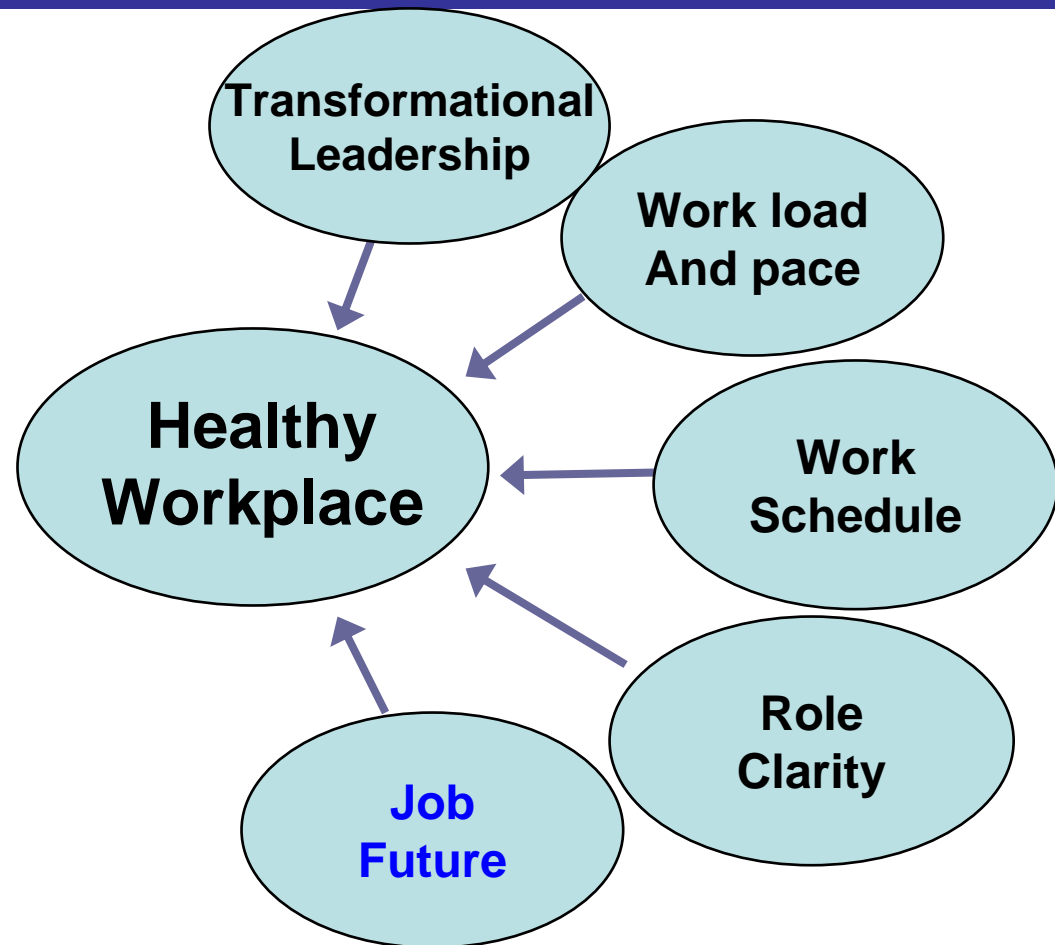 Transformational
Leadership
Work load
And pace
Healthy
Workplace
Work
Schedule
Role
Clarity
Job
Future